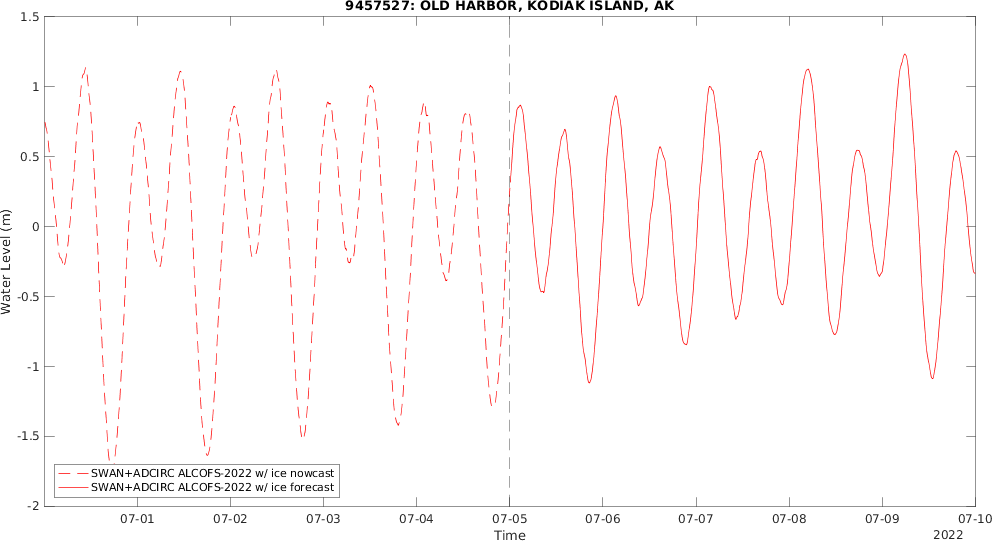 9457527: OLD HARBOR, KODIAK ISLAND, AK
1.5
1
0.5
0
-0.5
-1
-1.5
-2
Water Level (m)
SWAN+ADCIRC ALCOFS-2022 w/ ice nowcast
SWAN+ADCIRC ALCOFS-2022 w/ ice forecast
07-01 07-02 07-03 07-04 07-05 07-06 07-07 07-08 07-09 07-10
Time
2022